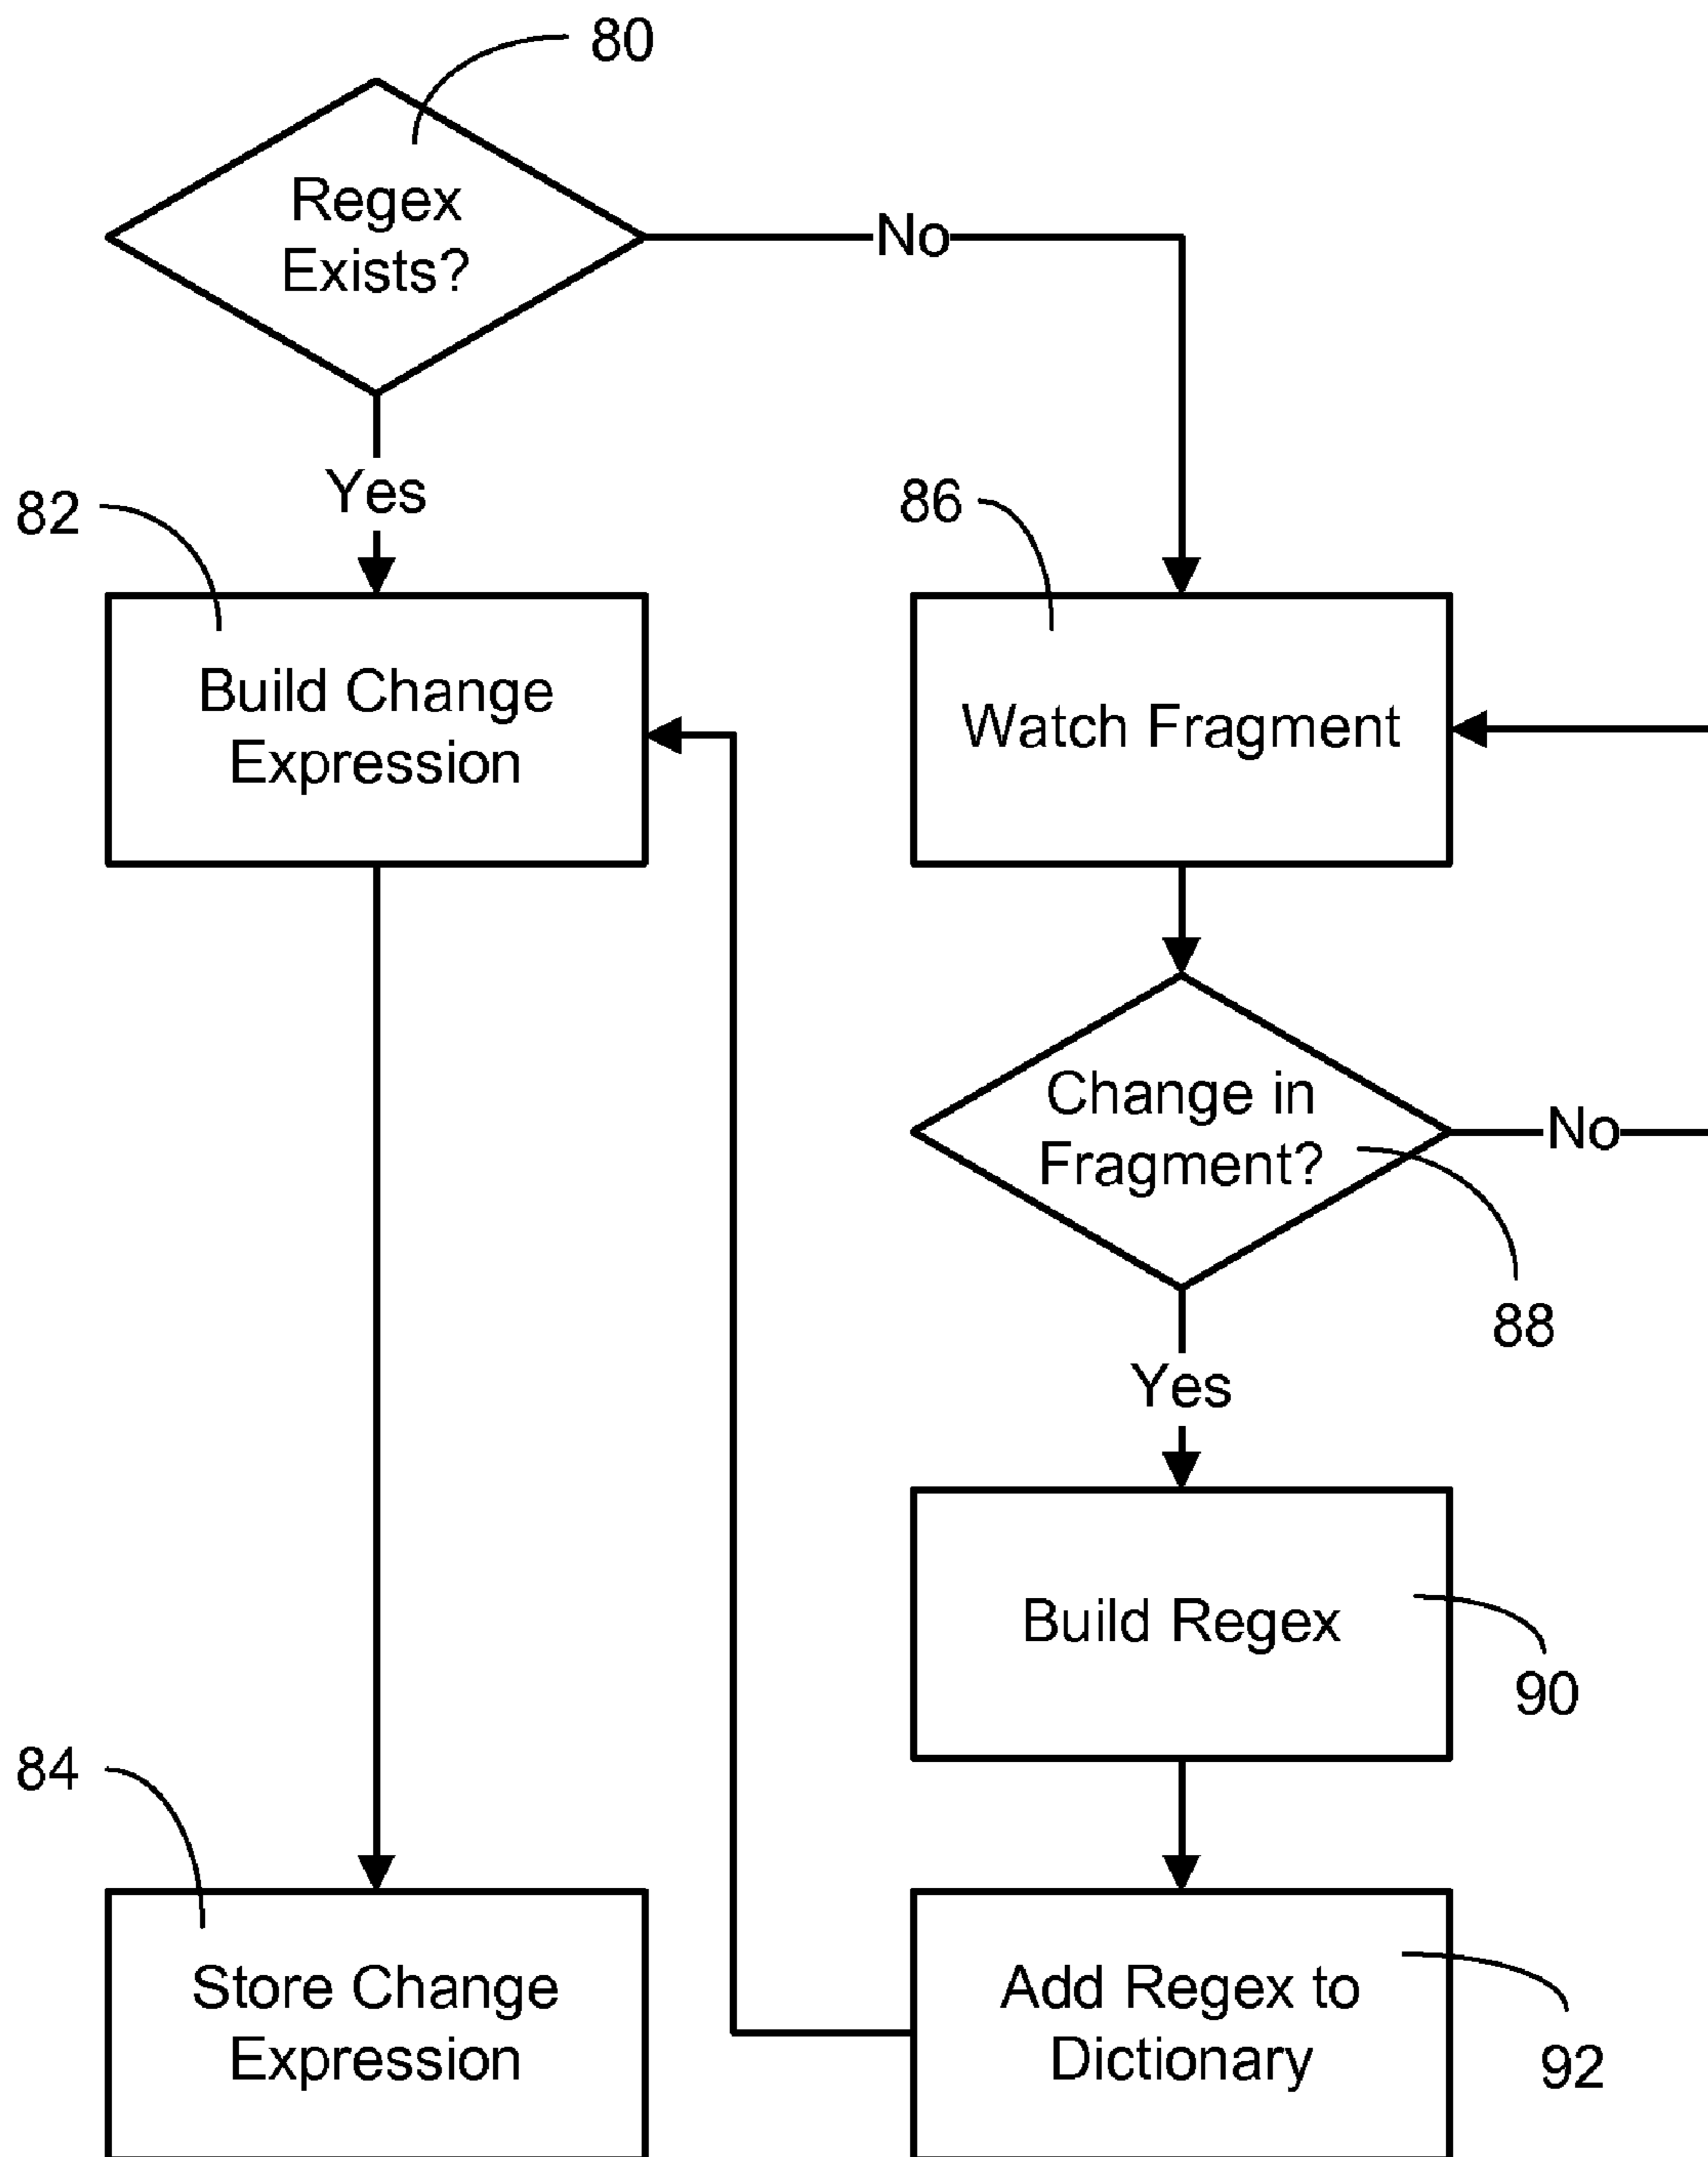 80
Regex
Exists?
No
Yes
82
86
Build Change
Expression
Watch Fragment
Change in
Fragment?
No
88
Yes
Build Regex
90
84
Store Change
Expression
Add Regex to
Dictionary
92